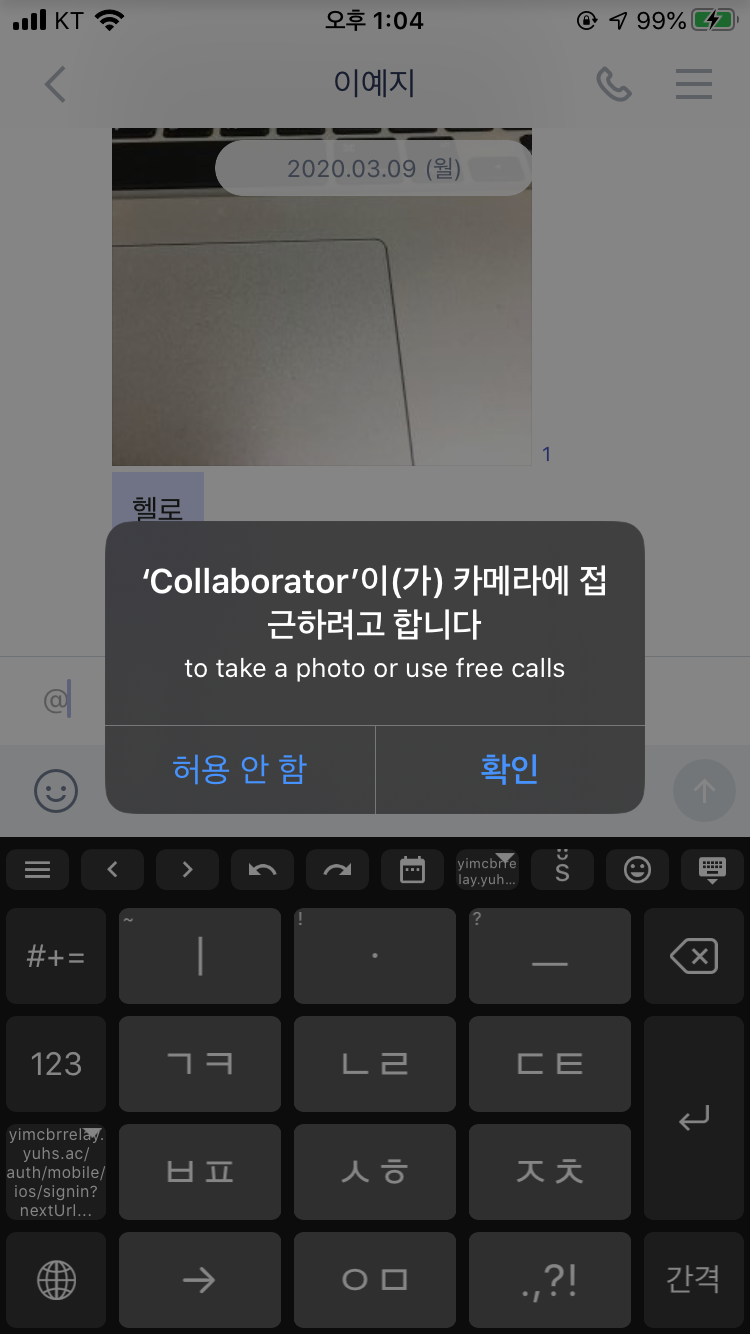 KT 오후 1:04 99%
이예지
2020.03.09 (월)
1
헬로
‘Collaborator’이(가) 카메라에 접
근하려고 합니다
to take a photo or use free calls
@
허용 안 함 확인
yimcbrre
lay.yuh...
š
~ ㅣ ! · ? ㅡ
#+=
123 ㄱㅋ ㄴㄹ ㄷㅌ
yimcbrrelay.
yuhs.ac/
auth/mobile/
ios/signin?
nextUrl...
ㅂㅍ ㅅㅎ ㅈㅊ
→ ㅇㅁ .,?! 간격